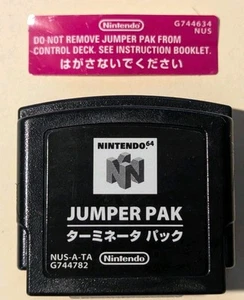 Nintendo
G744634
NUS
DO NOT REMOVE JUMPER PAK FROM
CONTROL DECK. SEE INSTRUCTION BOOKLET.
はがさないでください
NINTENDO 64
JUMPER PAK
ターミネータ パック
NUS-A-TA
G744782
Nintendo